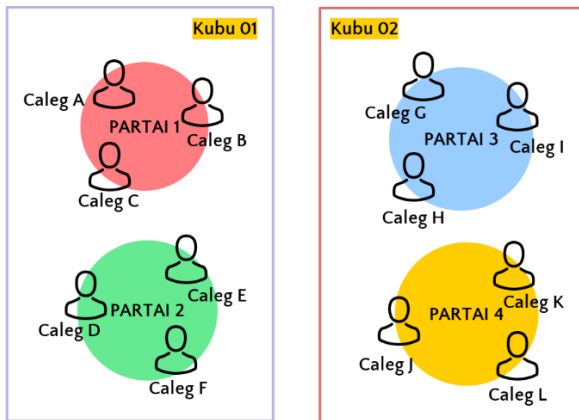 Kubu 01
Caleg A
PARTAI 1
Caleg B
Caleg C
Caleg E
Caleg D
PARTAI 2
Caleg F
Kubu 02
Caleg G
PARTAI 3
Caleg I
Caleg H
Caleg K
PARTAI 4
Caleg J
Caleg L